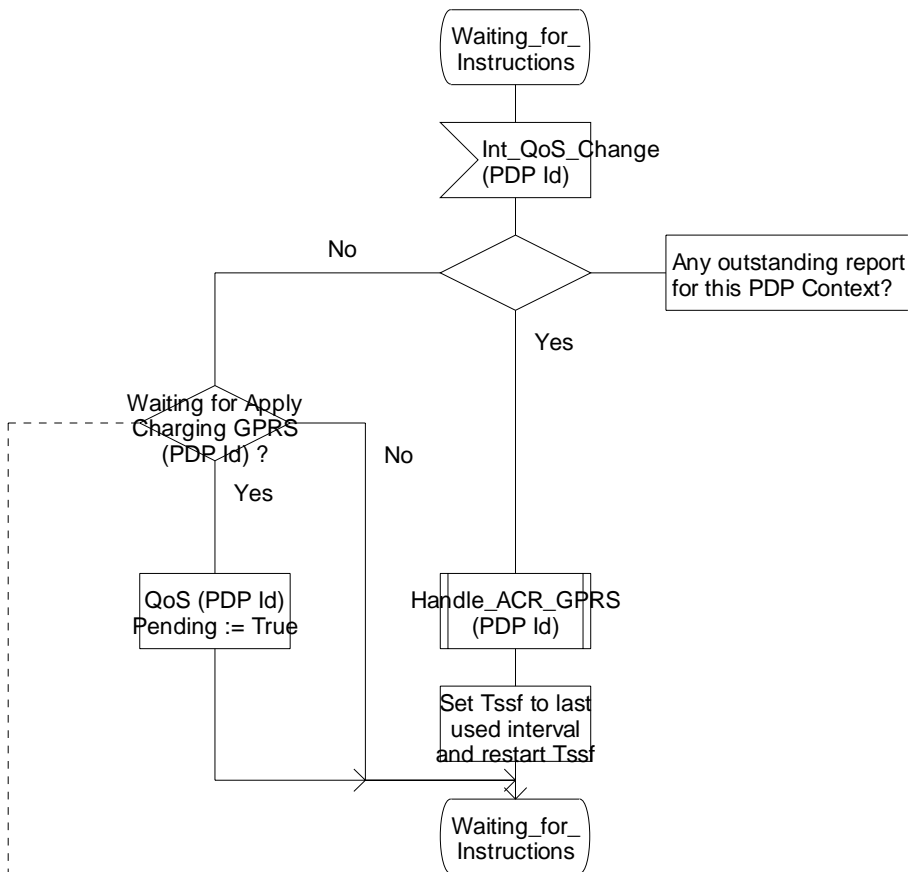 Waiting_for_
Instructions
Int_QoS_Change
(PDP Id)
No
Any outstanding report
for this PDP Context?
Yes
Waiting for Apply
Charging GPRS
(PDP Id) ?
No
Yes
QoS (PDP Id)
Pending := True
Handle_ACR_GPRS
(PDP Id)
Set Tssf to last
used interval
and restart Tssf
Waiting_for_
Instructions